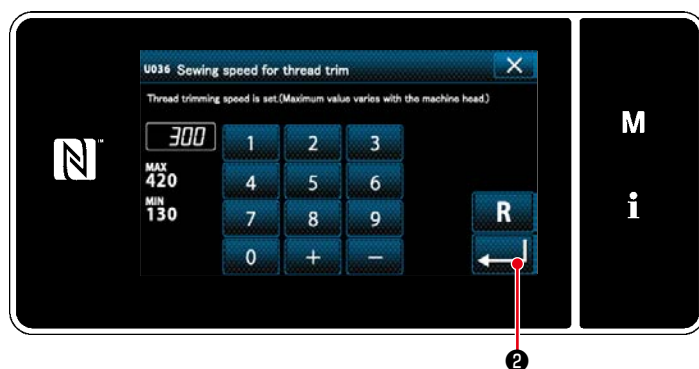 U036 Sewing speed for thread trim
Thread trimming speed is set.(Maximum value varies with the machine head.)
300
1 2 3
MAX
420
4 5 6
MIN
130
7 8 9
R
0 + −
M
i
N
™
❷